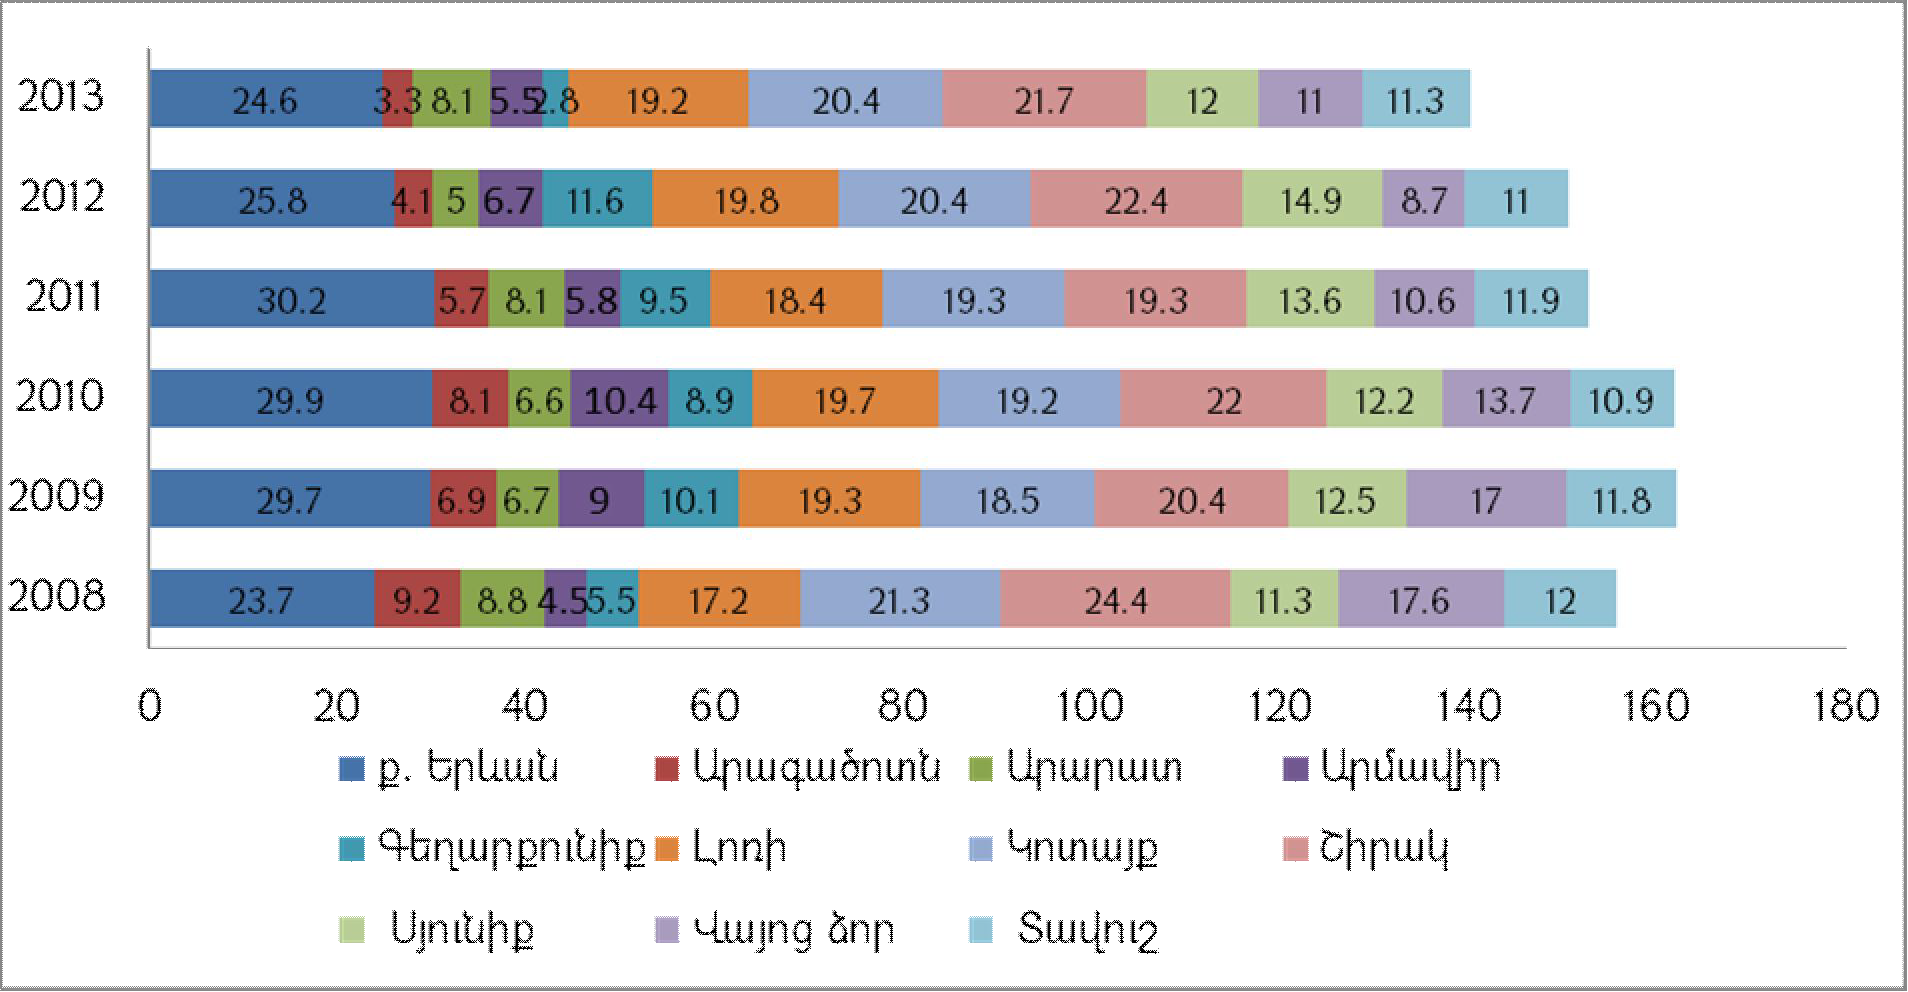 2013 24.6 3.3 8.1 5.5 2.8 19.2 20.4 21.7 12 11 11.3
2012 25.8 4.1 5 6.7 11.6 19.8 20.4 22.4 14.9 8.7 11
2011 30.2 5.7 8.1 5.8 9.5 18.4 19.3 19.3 13.6 10.6 11.9
2010 29.9 8.1 6.6 10.4 8.9 19.7 19.2 22 12.2 13.7 10.9
2009 29.7 6.9 6.7 9 10.1 19.3 18.5 20.4 12.5 17 11.8
2008 23.7 9.2 8.8 4.5 5.5 17.2 21.3 24.4 11.3 17.6 12
0 20 40 60 80 100 120 140 160 180
ք. Երևան Արագածոտն Արարատ Արմավիր
Գեղարքունիք Լոռի Կոտայք Շիրակ
Սյունիք Վայոց ձոր Տավուշ